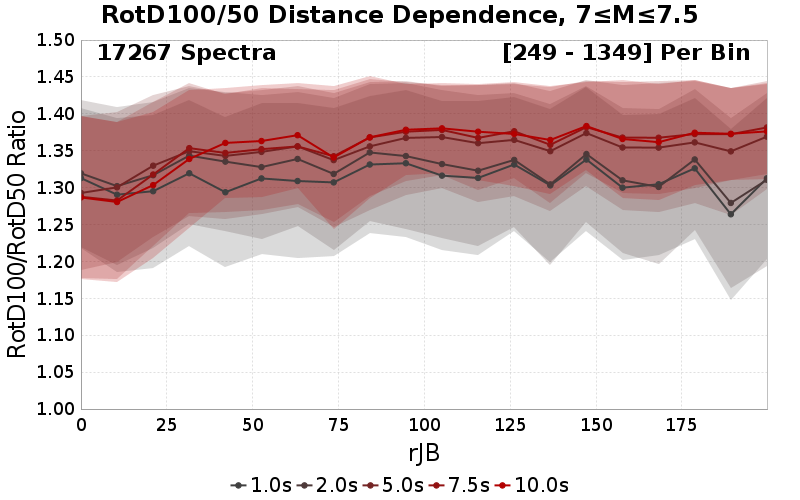 RotD100/50 Distance Dependence, 7≤M≤7.5
17267 Spectra
[249 - 1349] Per Bin
RotD100/RotD50 Ratio
1.50
1.45
1.40
1.35
1.30
1.25
1.20
1.15
1.10
1.05
1.00
0 25 50 75 100 125 150 175
rJB
1.0s 2.0s 5.0s 7.5s 10.0s